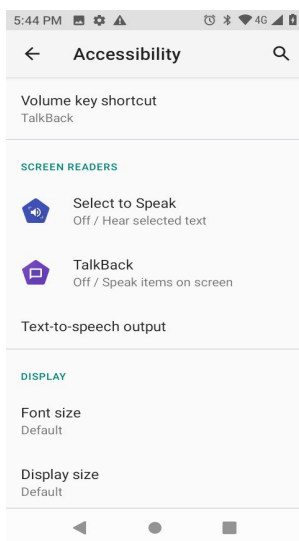 5:44 PM 4G
Accessibility
Volume key shortcut
TalkBack
SCREEN READERS
Select to Speak
Off / Hear selected text
TalkBack
Off / Speak items on screen
Text-to-speech output
DISPLAY
Font size
Default
Display size
Default